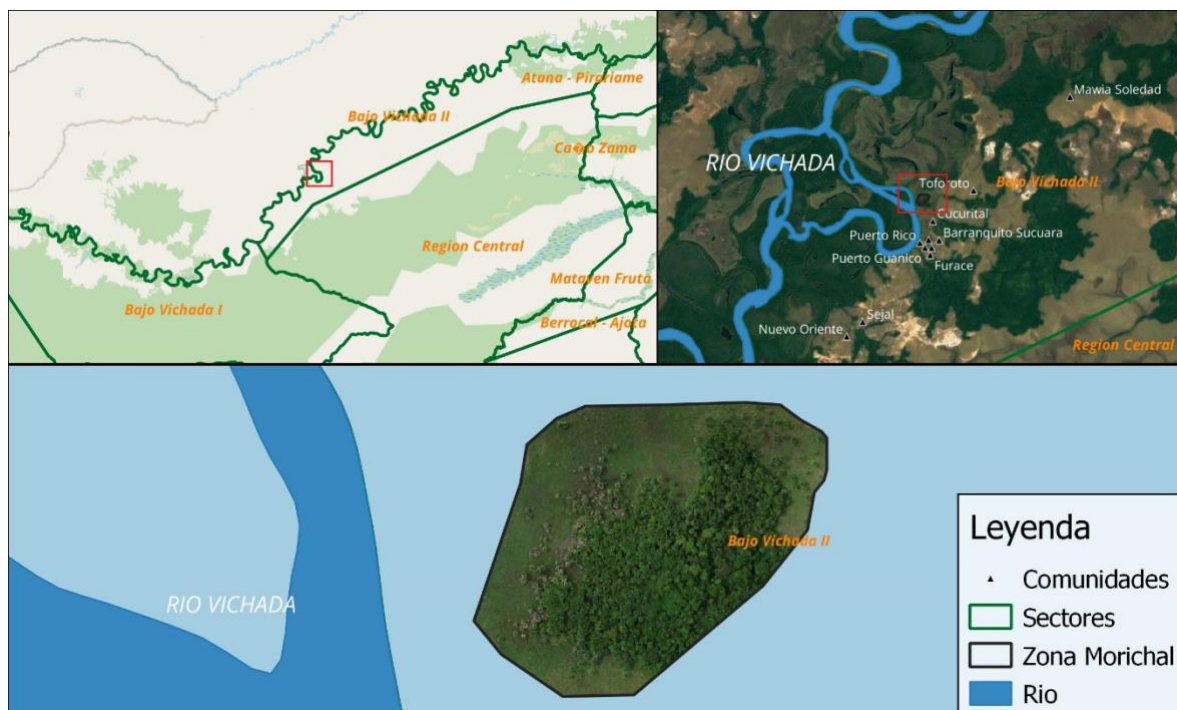 Atana - Pirariame
Bajo Vichada II
Ca�o Zama
Region Central
Mataven Fruta
Bajo Vichada I
Berrocal - Ajota
Mawia Soledad
RIO VICHADA
Toforoto
Bajo Vichada II
Cucurital
Puerto Rico
Barranquito Sucuara
Puerto Guanico
Furace
Sejal
Nuevo Oriente
Region Central
Bajo Vichada II
RIO VICHADA
Leyenda
Comunidades
Sectores
Zona Morichal
Rio